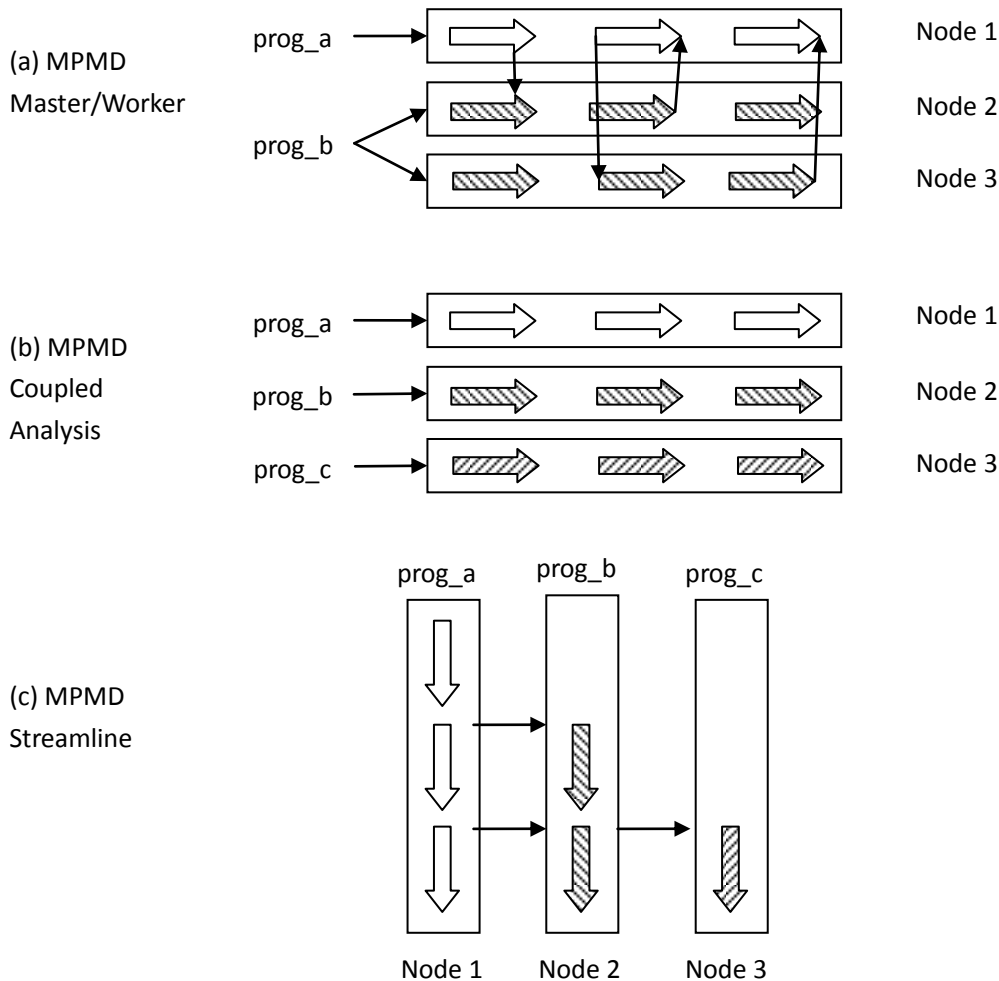 (a) MPMD
Master/Worker
prog_a
prog_b
Node 1
Node 2
Node 3
(b) MPMD
Coupled
Analysis
prog_a
prog_b
prog_c
Node 1
Node 2
Node 3
(c) MPMD
Streamline
prog_a
prog_b
prog_c
Node 1
Node 2
Node 3